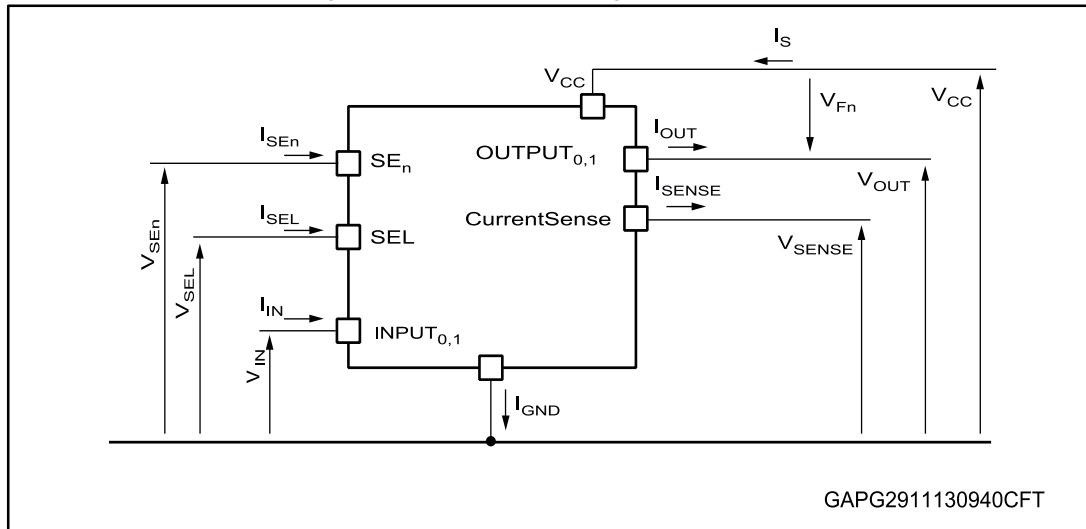 I_S
V_CC
V_Fn
V_CC
I_SEn
SE_n
OUTPUT_0,1
I_OUT
V_OUT
I_SENSE
CurrentSense
V_SENSE
I_SEL
SEL
V_SEn
V_SEL
I_IN
INPUT_0,1
V_IN
I_GND
GAPG2911130940CFT